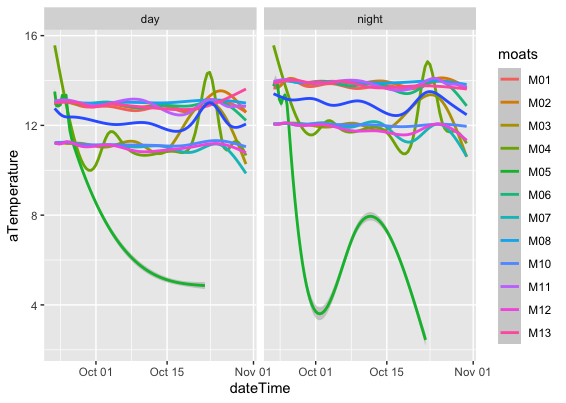 day
night
16
12
8
4
aTemperature
Oct 01
Oct 15
Nov 01
Oct 01
Oct 15
Nov 01
dateTime
moats
M01
M02
M03
M04
M05
M06
M07
M08
M10
M11
M12
M13